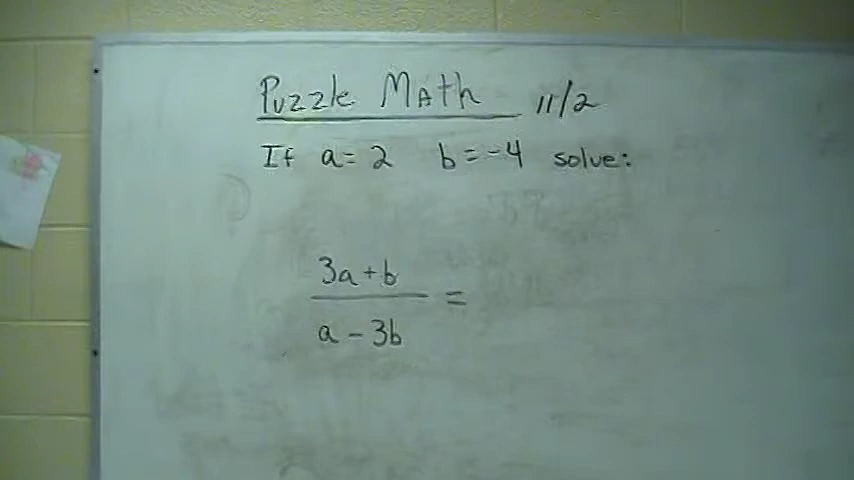 Puzzle Math 11/2
If a=2 b=-4 solve:
3a+b
a-3b
=